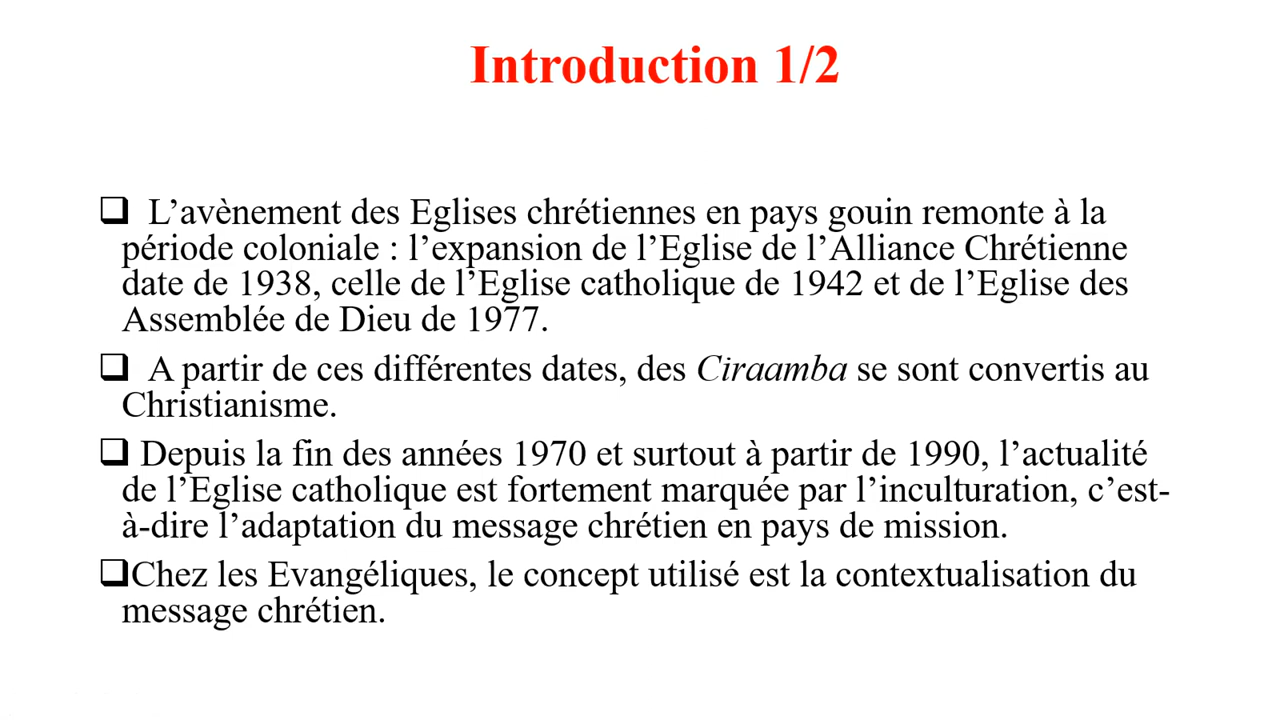 Introduction 1/2
❑ L’avènement des Eglises chrétiennes en pays gouin remonte à la
période coloniale : l’expansion de l’Eglise de l’Alliance Chrétienne
date de 1938, celle de l’Eglise catholique de 1942 et de l’Eglise des
Assemblée de Dieu de 1977.
❑ A partir de ces différentes dates, des Ciraamba se sont convertis au
Christianisme.
❑ Depuis la fin des années 1970 et surtout à partir de 1990, l’actualité
de l’Eglise catholique est fortement marquée par l’inculturation, c’est-
à-dire l’adaptation du message chrétien en pays de mission.
❑Chez les Evangéliques, le concept utilisé est la contextualisation du
message chrétien.